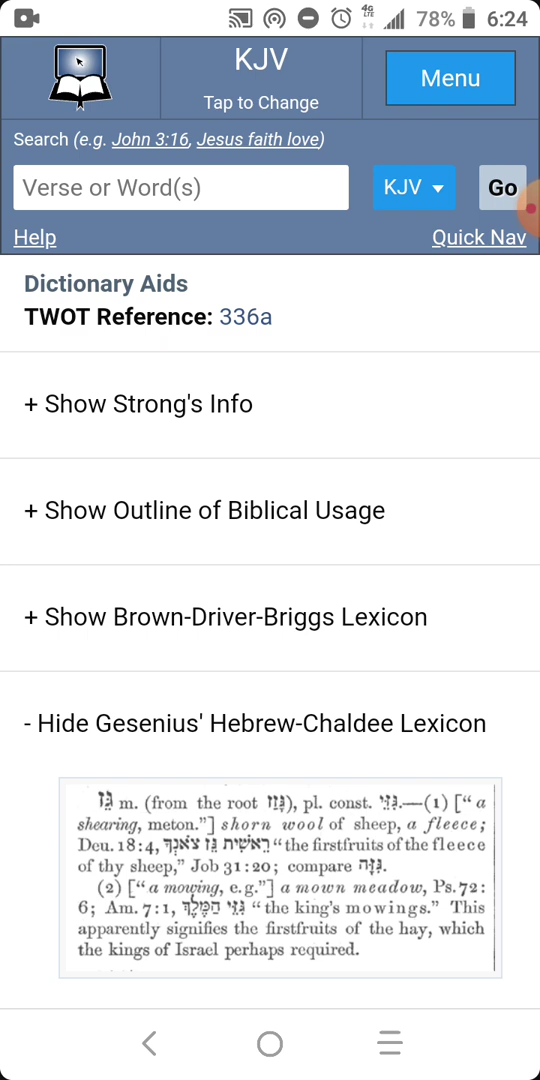 4G
LTE
78%
6:24
KJV
Tap to Change
Menu
Search (e.g. John 3:16, Jesus faith love)
Verse or Word(s)
KJV
Go
Help
Quick Nav
Dictionary Aids
TWOT Reference: 336a
+ Show Strong's Info
+ Show Outline of Biblical Usage
+ Show Brown-Driver-Briggs Lexicon
- Hide Gesenius' Hebrew-Chaldee Lexicon
גֵּז m. (from the root גָּזַז), pl. const. גִּזֵּי.—(1) [“a
shearing, meton.”] shorn wool of sheep, a fleece;
Deu. 18:4, רֵאשִׁית גֵּז צֹאנְךָ “the firstfruits of the fleece
of thy sheep,” Job 31:20; compare גִּזָּה.
(2) [“a mowing, e.g.”] a mown meadow, Ps. 72:
6; Am. 7:1, גִּזֵּי הַמֶּלֶךְ “the king's mowings.” This
apparently signifies the firstfruits of the hay, which
the kings of Israel perhaps required.